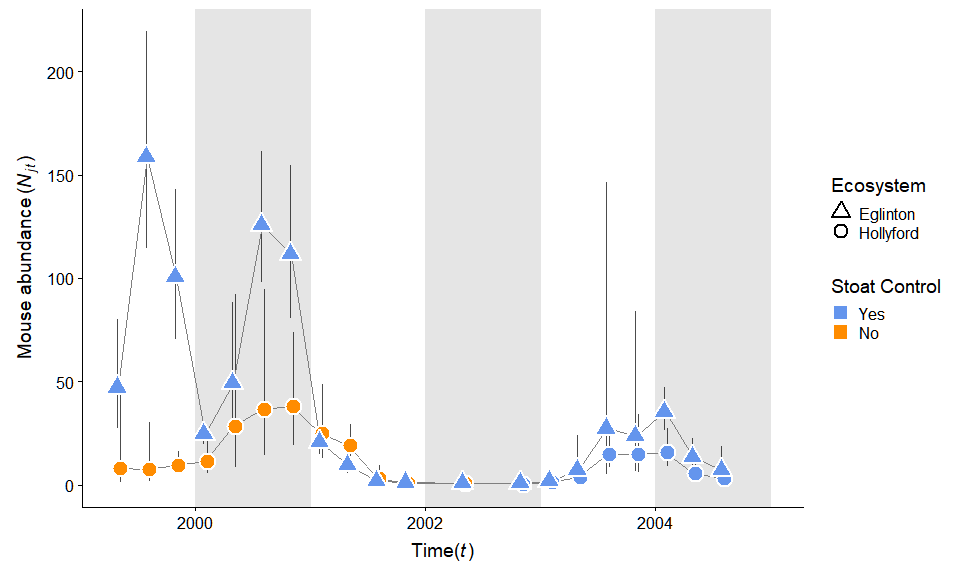 200
150
100
50
0
Mouse abundance (N_jt)
2000
2002
2004
Time(t)
Ecosystem
Eglinton
Hollyford
Stoat Control
Yes
No